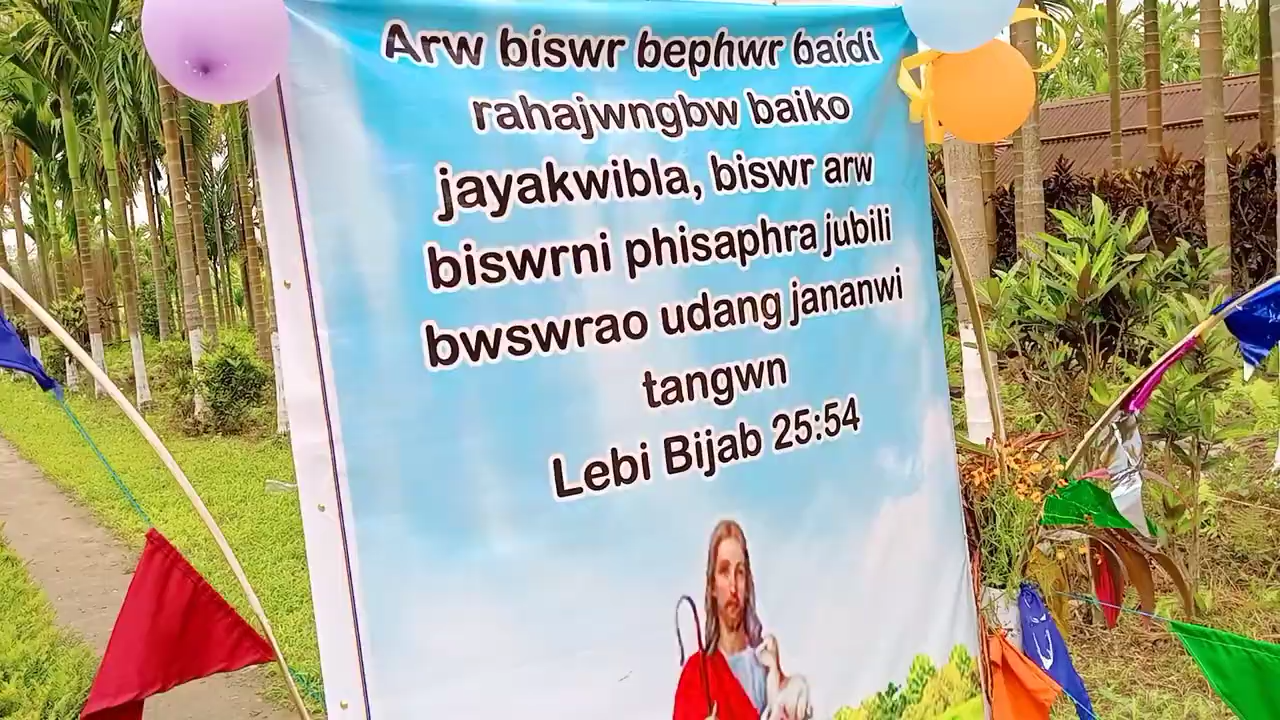 Arw biswr bephwr baidi
rahajwngbw baiko
jayakwibla, biswr arw
biswrni phisaphra jubili
bwswrao udang jananwi
tangwn
Lebi Bijab 25:54